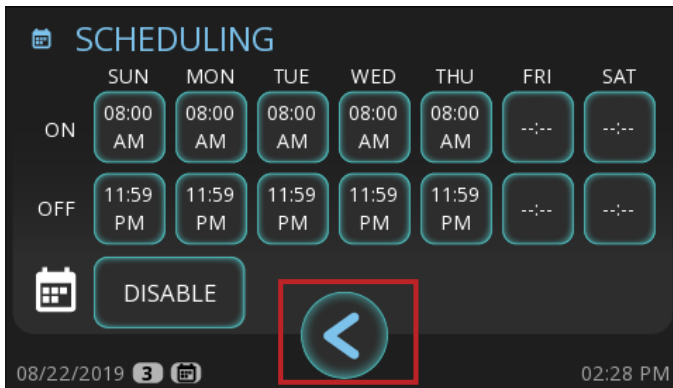 SCHEDULING
SUN MON TUE WED THU FRI SAT
ON 08:00 AM 08:00 AM 08:00 AM 08:00 AM 08:00 AM --:-- --:--
OFF 11:59 PM 11:59 PM 11:59 PM 11:59 PM 11:59 PM --:-- --:--
DISABLE
08/22/2019 3 02:28 PM